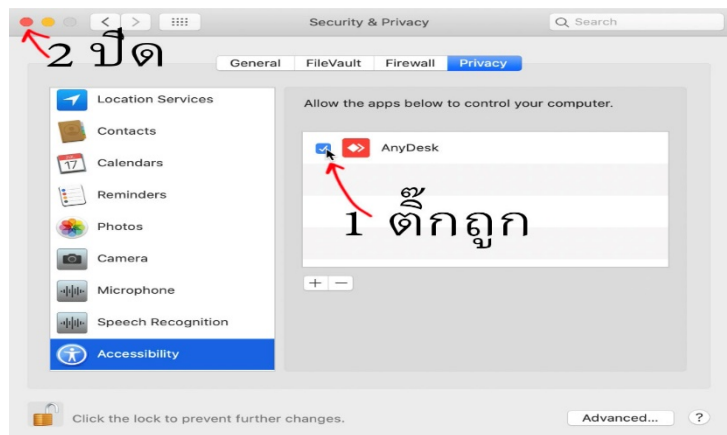 Security & Privacy
Search
2 ปิด
General FileVault Firewall Privacy
Location Services
Contacts
17
Calendars
Reminders
Photos
Camera
Microphone
Speech Recognition
Accessibility
Allow the apps below to control your computer.
AnyDesk
1 ติ๊กถูก
+ −
Click the lock to prevent further changes.
Advanced... ?